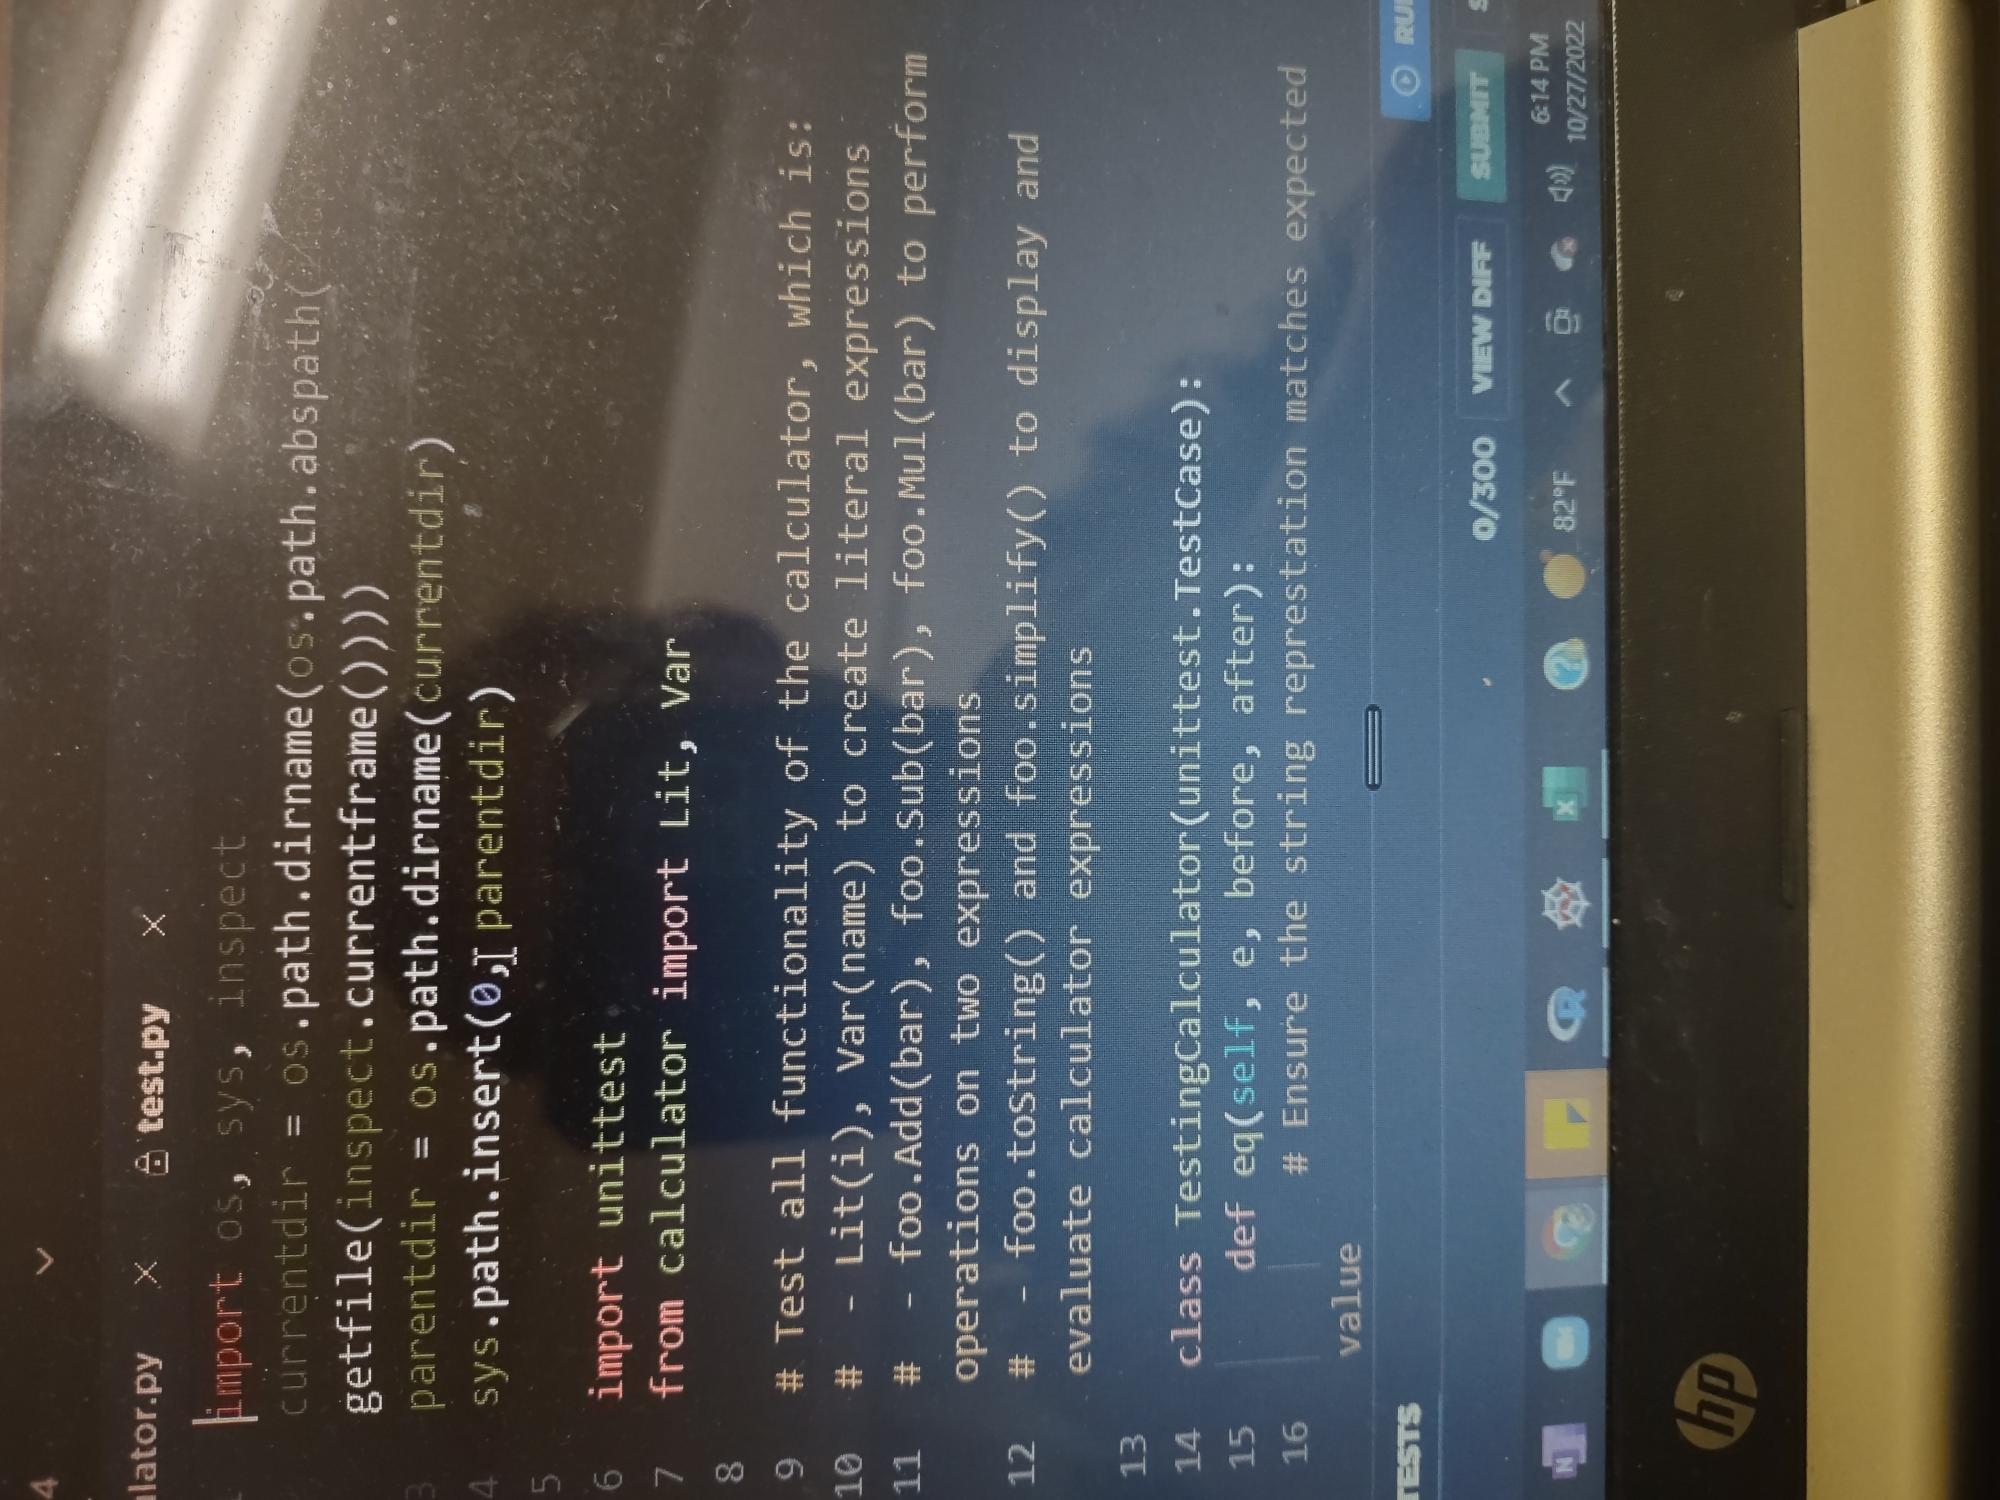 4
lator.py test.py
import os, sys, inspect
currentdir = os.path.dirname(os.path.abspath(
getfile(inspect.currentframe())))
3 parentdir = os.path.dirname(currentdir)
4 sys.path.insert(0, parentdir)
5
6 import unittest
7 from calculator import Lit, Var
8
9 # Test all functionality of the calculator, which is:
10 #  - Lit(i), Var(name) to create literal expressions
11 #  - foo.Add(bar), foo.Sub(bar), foo.Mul(bar) to perform
operations on two expressions
12 #  - foo.toString() and foo.simplify() to display and
evaluate calculator expressions
13
14 class TestingCalculator(unittest.TestCase):
15     def eq(self, e, before, after):
16         # Ensure the string represtation matches expected
value
TESTS RU
0/300 VIEW DIFF SUBMIT S
N R X ? 82°F 6:14 PM
10/27/2022
hp